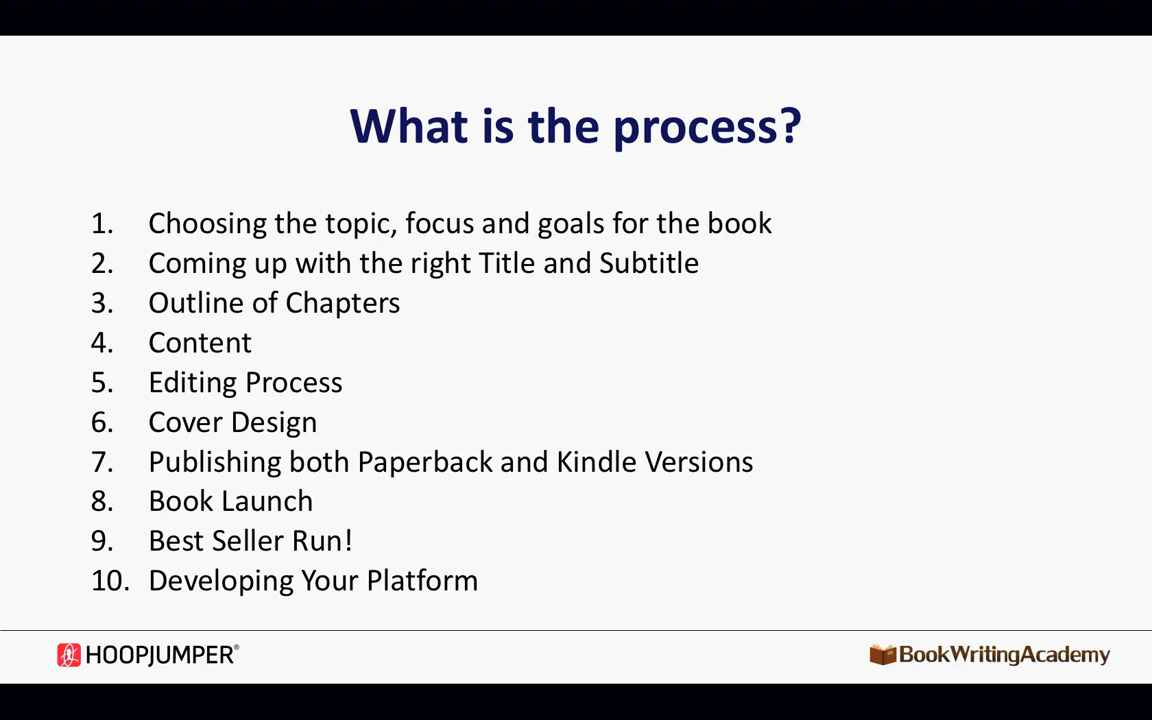 What is the process?
1. Choosing the topic, focus and goals for the book
2. Coming up with the right Title and Subtitle
3. Outline of Chapters
4. Content
5. Editing Process
6. Cover Design
7. Publishing both Paperback and Kindle Versions
8. Book Launch
9. Best Seller Run!
10. Developing Your Platform
HOOPJUMPER® BookWritingAcademy